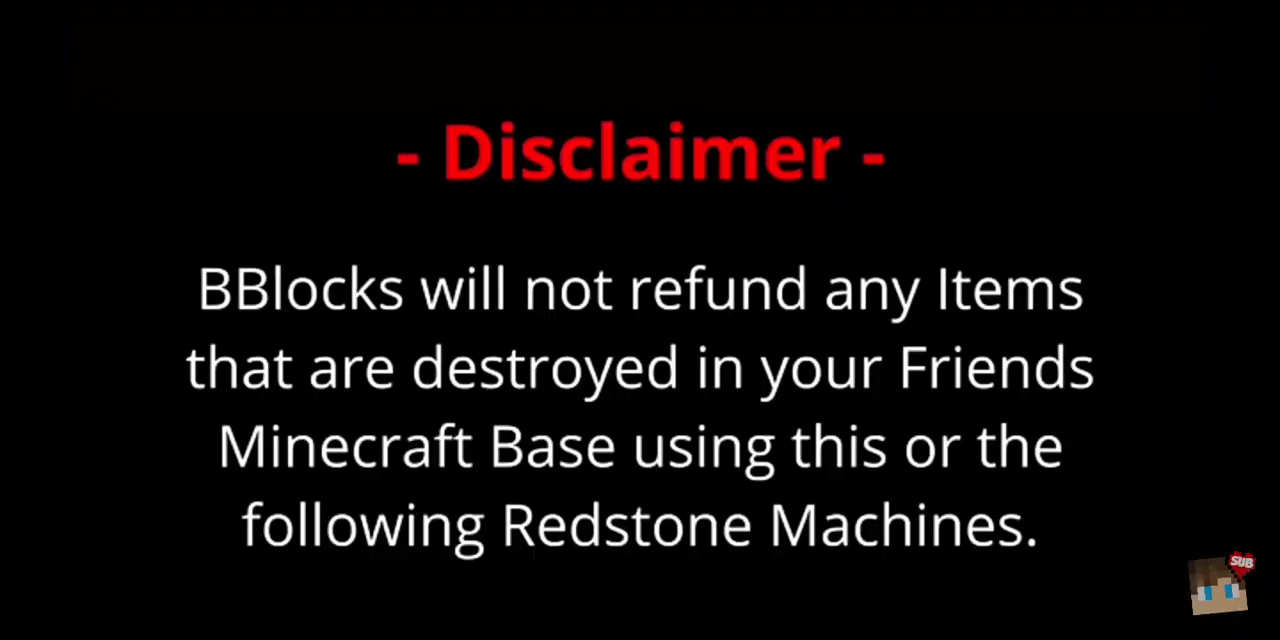 - Disclaimer -
BBlocks will not refund any Items
that are destroyed in your Friends
Minecraft Base using this or the
following Redstone Machines.
SUB